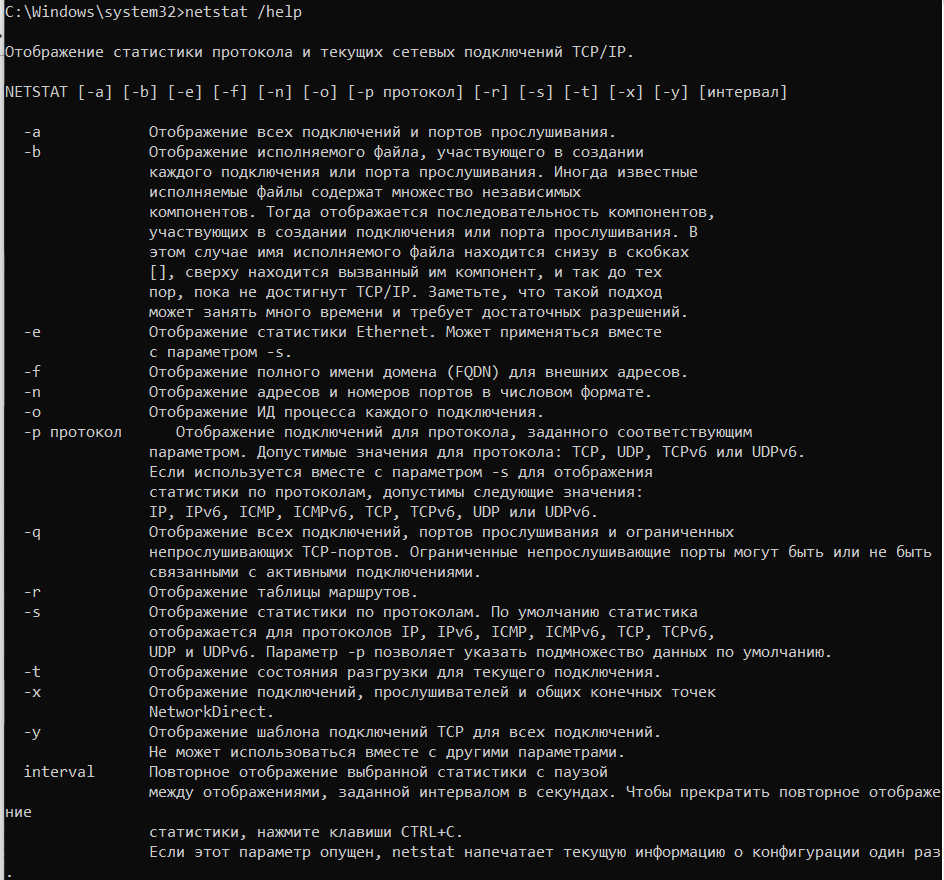 C:\Windows\system32>netstat /help
Отображение статистики протокола и текущих сетевых подключений TCP/IP.
NETSTAT [-a] [-b] [-e] [-f] [-n] [-o] [-p протокол] [-r] [-s] [-t] [-x] [-y] [интервал]
-a Отображение всех подключений и портов прослушивания.
-b Отображение исполняемого файла, участвующего в создании
каждого подключения или порта прослушивания. Иногда известные
исполняемые файлы содержат множество независимых
компонентов. Тогда отображается последовательность компонентов,
участвующих в создании подключения или порта прослушивания. В
этом случае имя исполняемого файла находится снизу в скобках
[], сверху находится вызванный им компонент, и так до тех
пор, пока не достигнут TCP/IP. Заметьте, что такой подход
может занять много времени и требует достаточных разрешений.
-e Отображение статистики Ethernet. Может применяться вместе
с параметром -s.
-f Отображение полного имени домена (FQDN) для внешних адресов.
-n Отображение адресов и номеров портов в числовом формате.
-o Отображение ИД процесса каждого подключения.
-p протокол Отображение подключений для протокола, заданного соответствующим
параметром. Допустимые значения для протокола: TCP, UDP, TCPv6 или UDPv6.
Если используется вместе с параметром -s для отображения
статистики по протоколам, допустимы следующие значения:
IP, IPv6, ICMP, ICMPv6, TCP, TCPv6, UDP или UDPv6.
-q Отображение всех подключений, портов прослушивания и ограниченных
непрослушивающих TCP-портов. Ограниченные непрослушивающие порты могут быть или не быть
связанными с активными подключениями.
-r Отображение таблицы маршрутов.
-s Отображение статистики по протоколам. По умолчанию статистика
отображается для протоколов IP, IPv6, ICMP, ICMPv6, TCP, TCPv6,
UDP и UDPv6. Параметр -p позволяет указать подмножество данных по умолчанию.
-t Отображение состояния разгрузки для текущего подключения.
-x Отображение подключений, прослушивателей и общих конечных точек
NetworkDirect.
-y Отображение шаблона подключений TCP для всех подключений.
Не может использоваться вместе с другими параметрами.
interval Повторное отображение выбранной статистики с паузой
между отображениями, заданной интервалом в секундах. Чтобы прекратить повторное отображе
ние
статистики, нажмите клавиши CTRL+C.
Если этот параметр опущен, netstat напечатает текущую информацию о конфигурации один раз
.